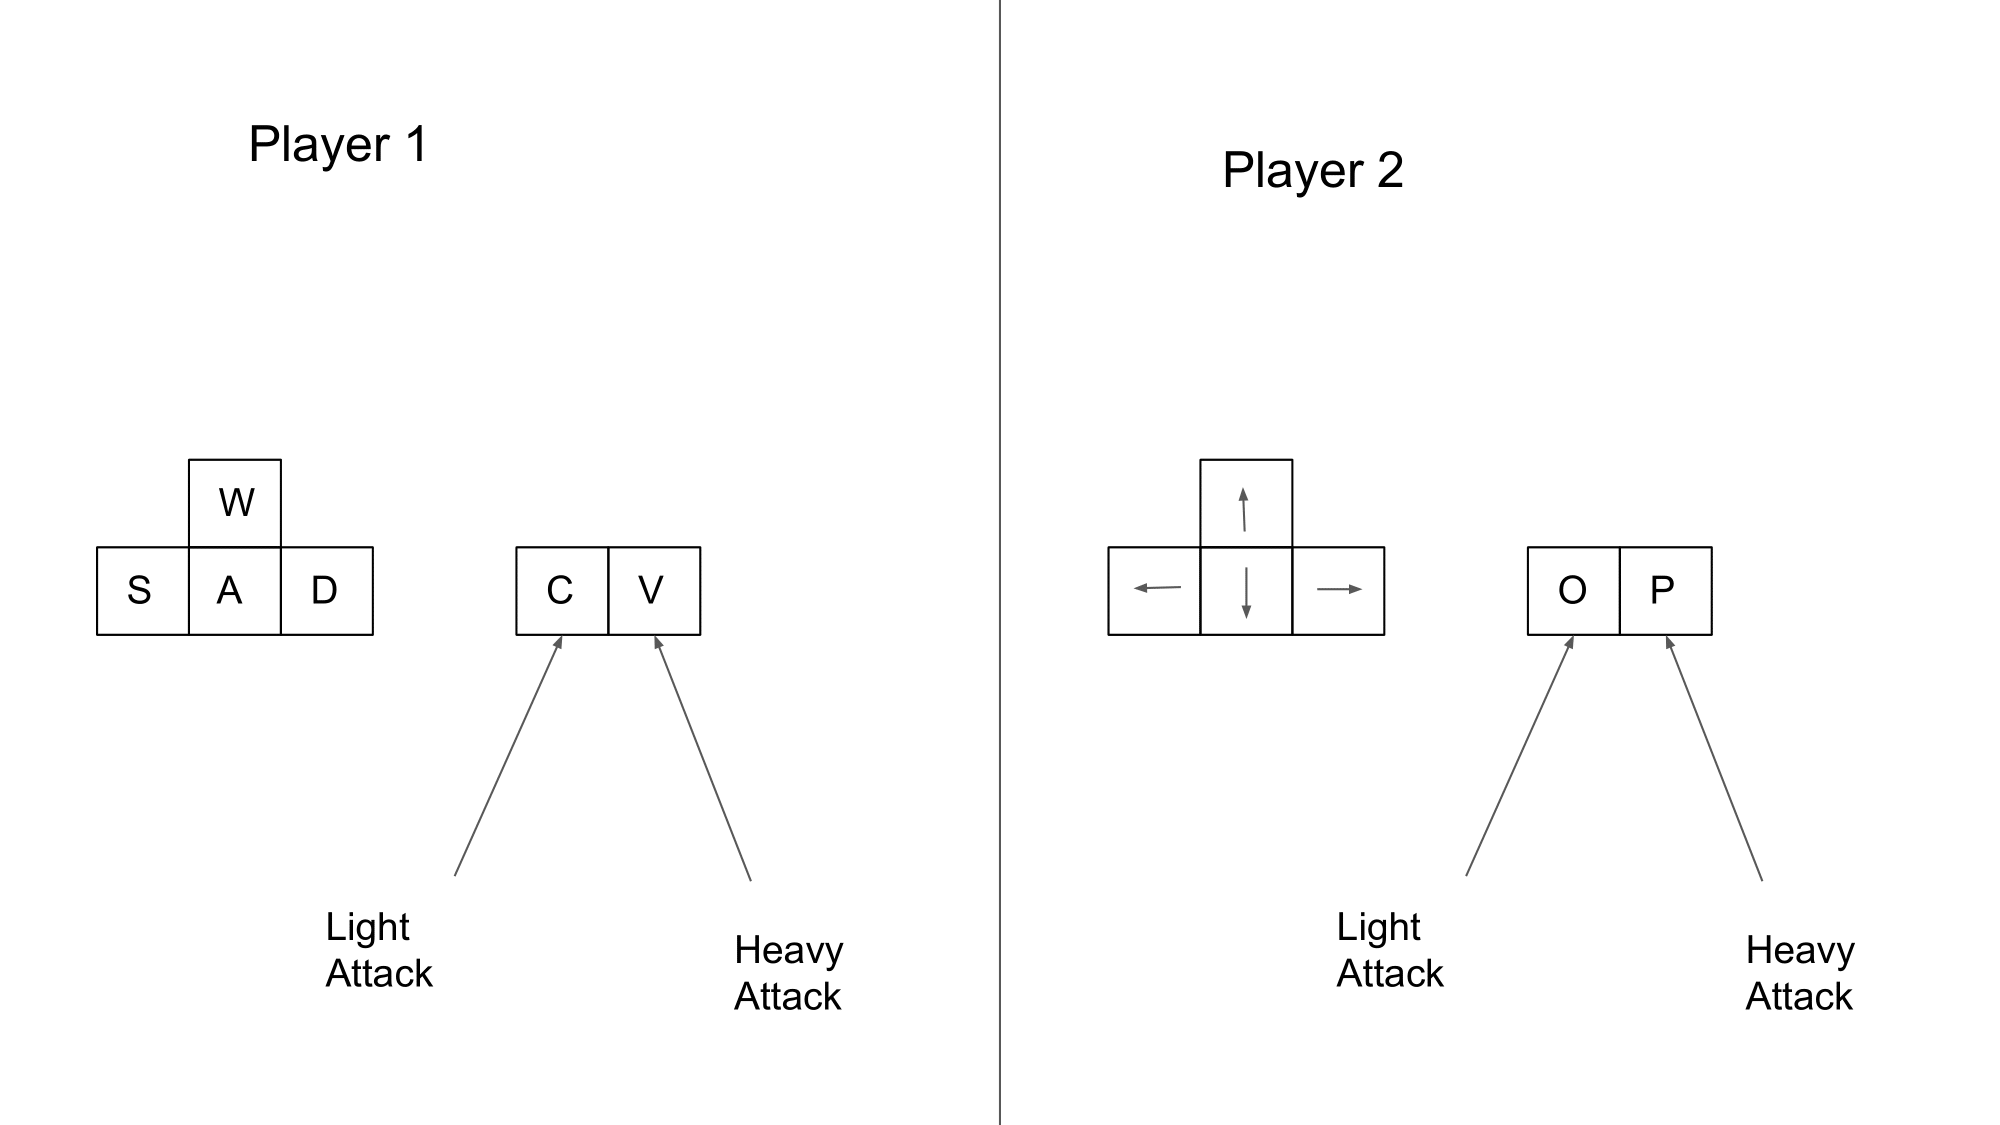 Player 1
W
S A D
C V
Light
Attack
Heavy
Attack
Player 2
O P
Light
Attack
Heavy
Attack